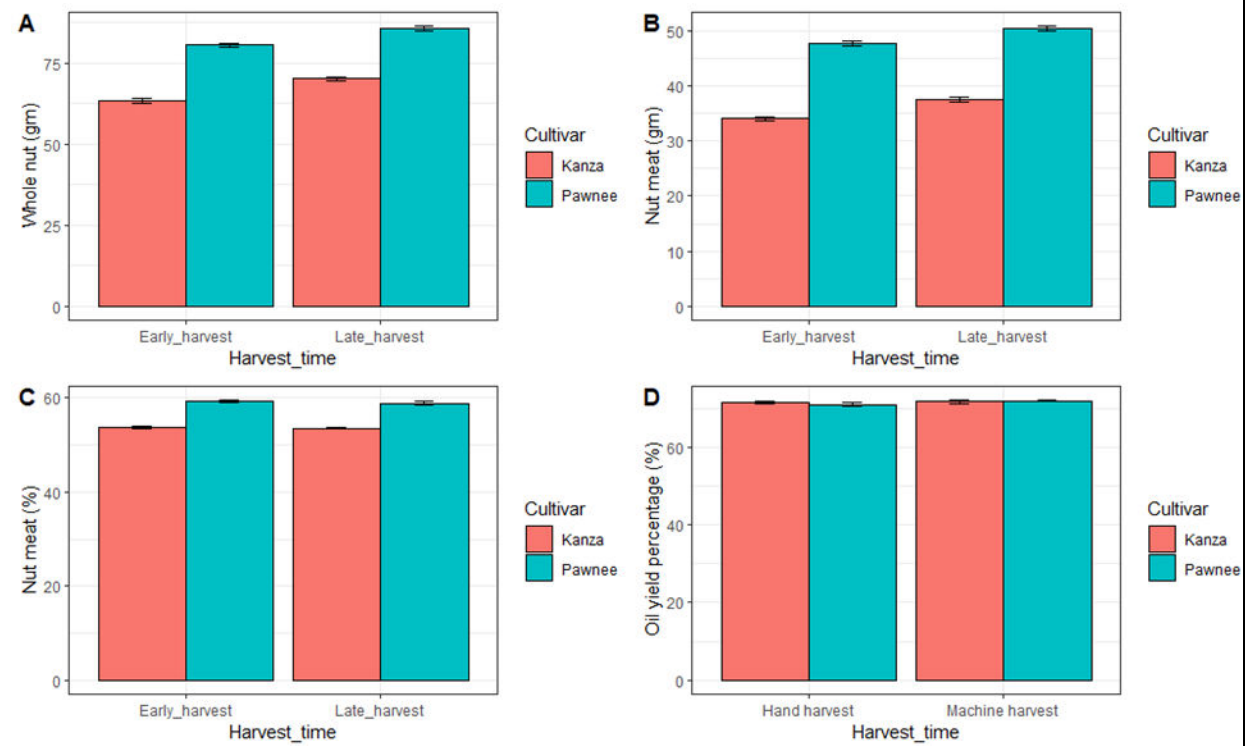 A
Whole nut (gm)
75
50
25
0
Early_harvest
Late_harvest
Harvest_time
Cultivar
Kanza
Pawnee
B
Nut meat (gm)
50
40
30
20
10
0
Early_harvest
Late_harvest
Harvest_time
Cultivar
Kanza
Pawnee
C
Nut meat (%)
60
40
20
0
Early_harvest
Late_harvest
Harvest_time
Cultivar
Kanza
Pawnee
D
Oil yield percentage (%)
60
40
20
0
Hand harvest
Machine harvest
Harvest_time
Cultivar
Kanza
Pawnee